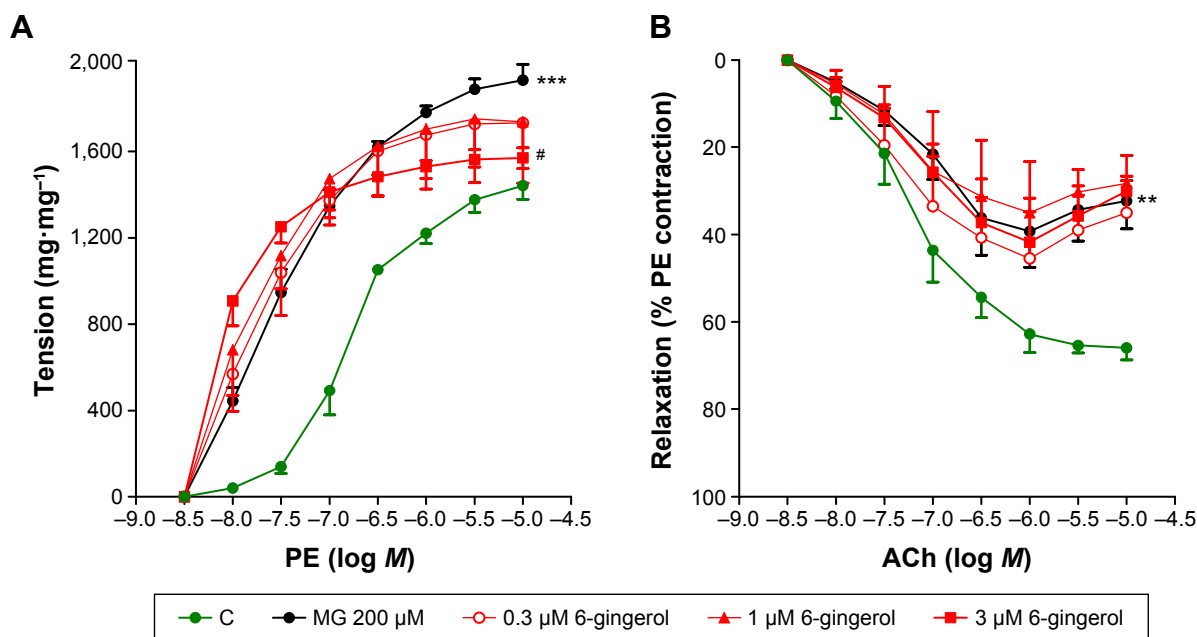 A
2,000
1,600
1,200
800
400
0
Tension (mg·mg⁻¹)
***
#
–9.0 –8.5 –8.0 –7.5 –7.0 –6.5 –6.0 –5.5 –5.0 –4.5
PE (log M)
B
0
20
40
60
80
100
Relaxation (% PE contraction)
**
–9.0 –8.5 –8.0 –7.5 –7.0 –6.5 –6.0 –5.5 –5.0 –4.5
ACh (log M)
C MG 200 µM 0.3 µM 6-gingerol 1 µM 6-gingerol 3 µM 6-gingerol